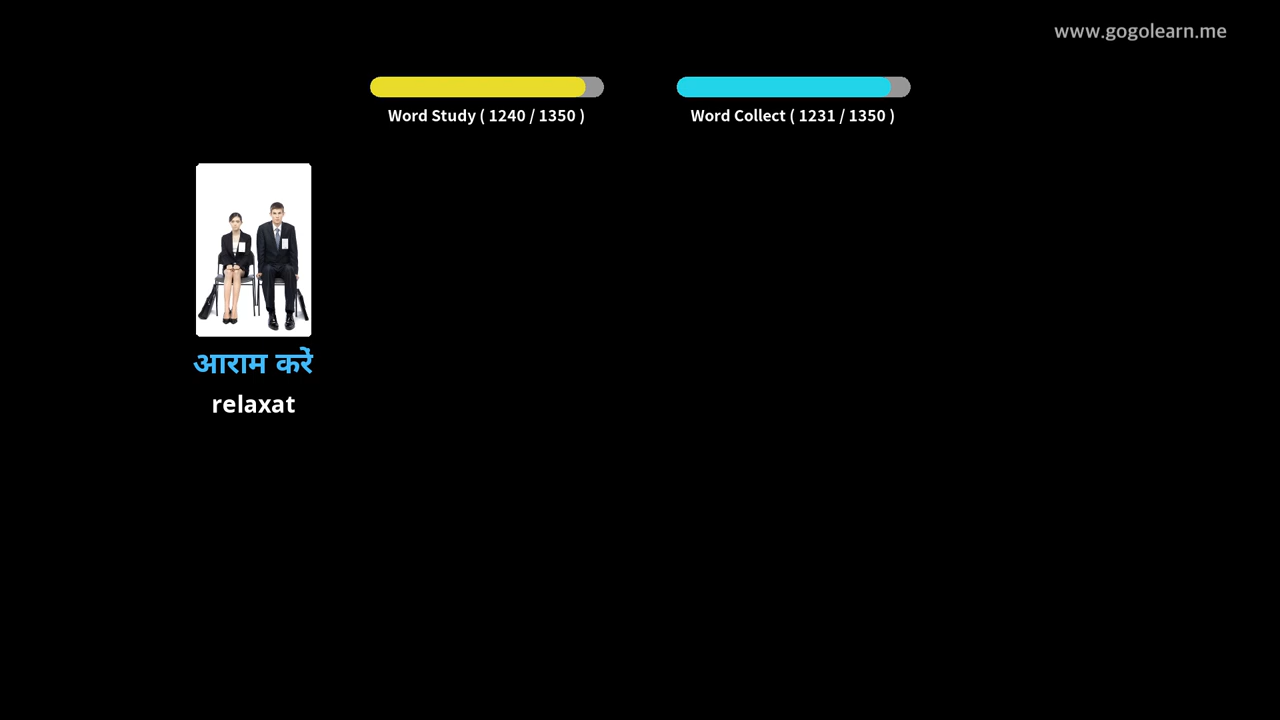 www.gogolearn.me
Word Study ( 1240 / 1350 )
Word Collect ( 1231 / 1350 )
आराम करें
relaxat